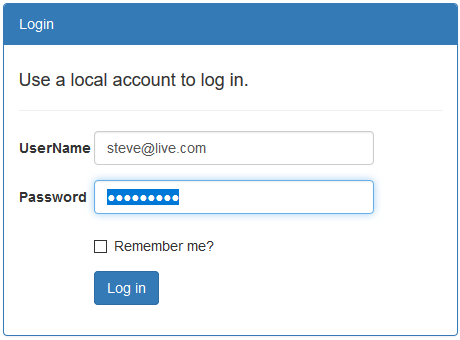 Login
Use a local account to log in.
UserName steve@live.com
Password ●●●●●●●●●
Remember me?
Log in